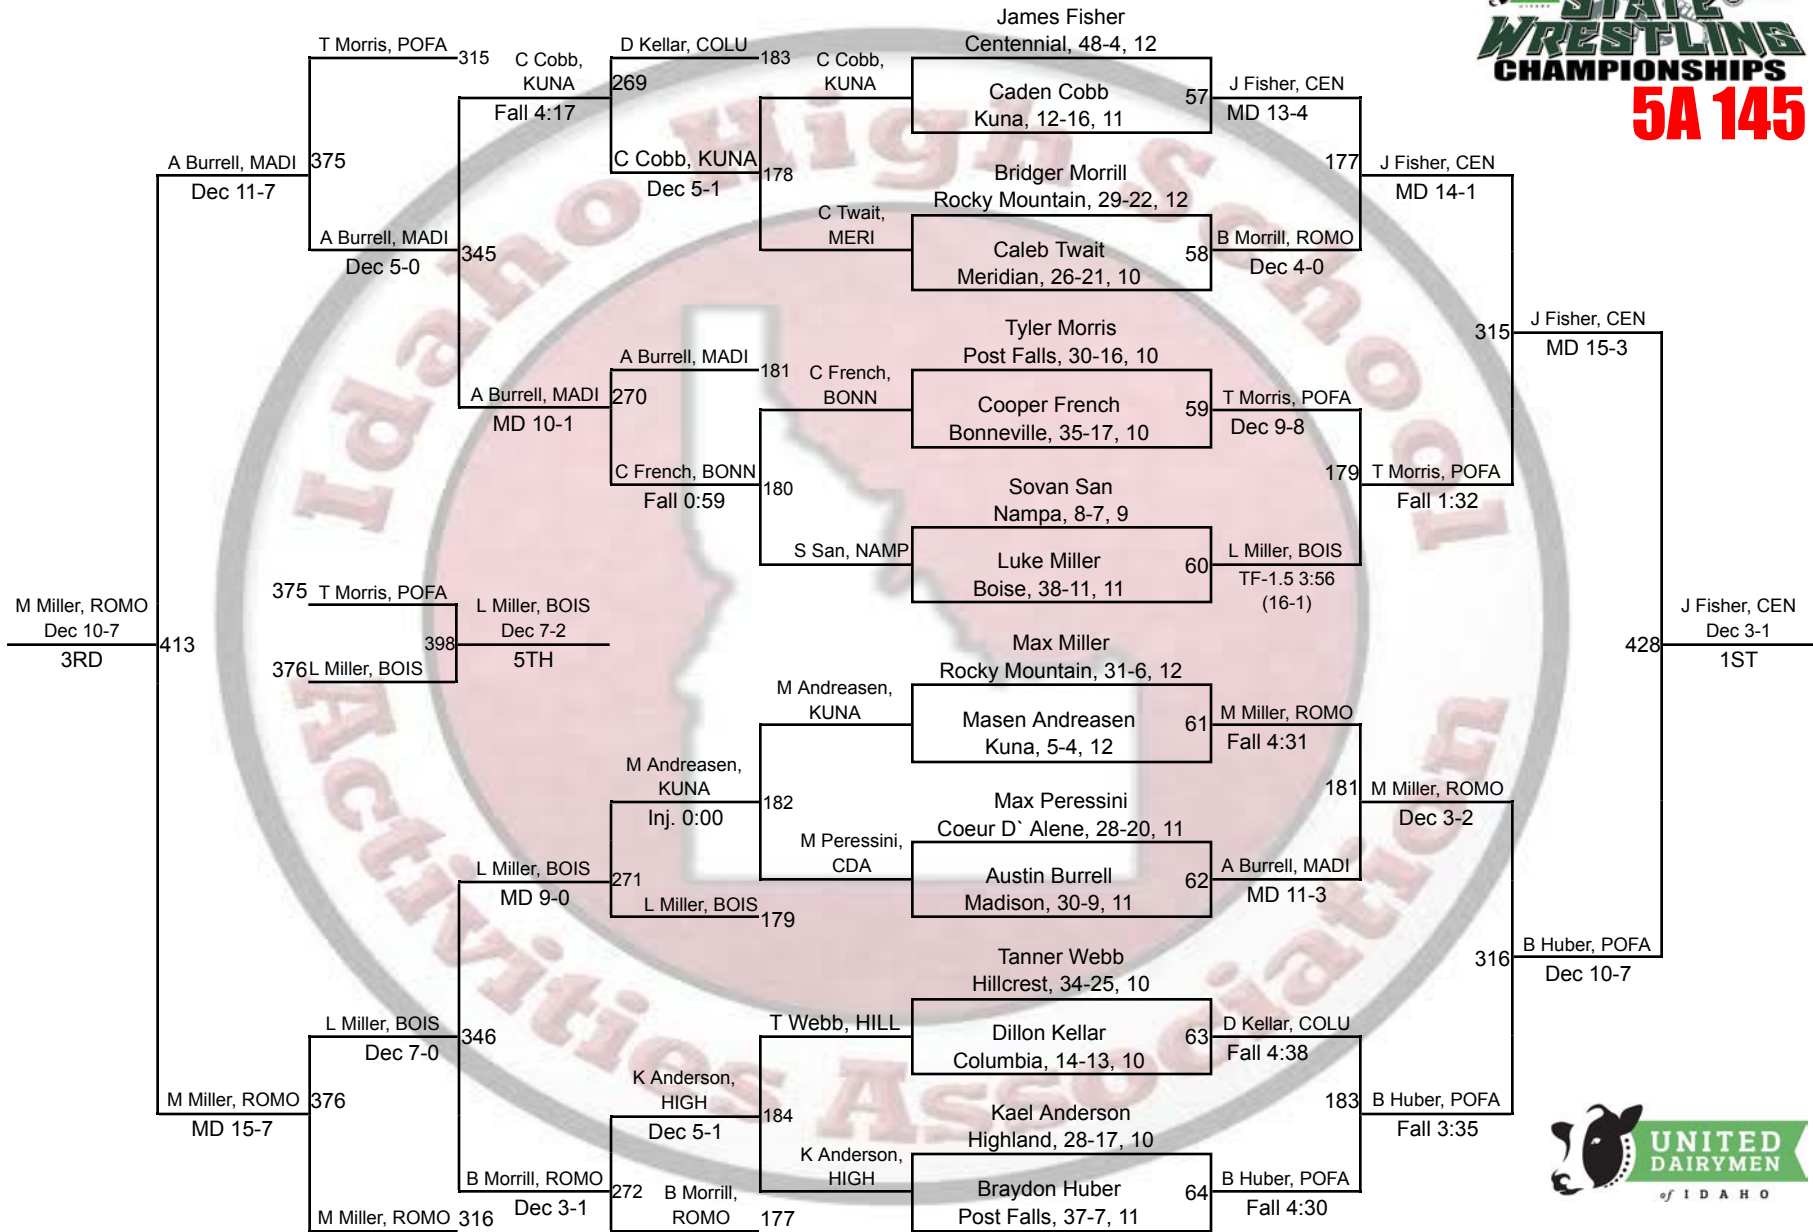 STATE
WRESTLING
CHAMPIONSHIPS
5A 145
Idaho High School
Activities Association
James Fisher
Centennial, 48-4, 12
Caden Cobb
Kuna, 12-16, 11
57
Bridger Morrill
Rocky Mountain, 29-22, 12
Caleb Twait
Meridian, 26-21, 10
58
Tyler Morris
Post Falls, 30-16, 10
Cooper French
Bonneville, 35-17, 10
59
Sovan San
Nampa, 8-7, 9
Luke Miller
Boise, 38-11, 11
60
Max Miller
Rocky Mountain, 31-6, 12
Masen Andreasen
Kuna, 5-4, 12
61
Max Peressini
Coeur D` Alene, 28-20, 11
Austin Burrell
Madison, 30-9, 11
62
Tanner Webb
Hillcrest, 34-25, 10
Dillon Kellar
Columbia, 14-13, 10
63
Kael Anderson
Highland, 28-17, 10
Braydon Huber
Post Falls, 37-7, 11
64
J Fisher, CEN
MD 13-4
177
B Morrill, ROMO
Dec 4-0
T Morris, POFA
Dec 9-8
179
L Miller, BOIS
TF-1.5 3:56
(16-1)
M Miller, ROMO
Fall 4:31
181
A Burrell, MADI
MD 11-3
D Kellar, COLU
Fall 4:38
183
B Huber, POFA
Fall 4:30
J Fisher, CEN
MD 14-1
315
T Morris, POFA
Fall 1:32
M Miller, ROMO
Dec 3-2
316
B Huber, POFA
Fall 3:35
J Fisher, CEN
MD 15-3
428
B Huber, POFA
Dec 10-7
J Fisher, CEN
Dec 3-1
1ST
C Cobb,
KUNA
178
C Twait,
MERI
C French,
BONN
180
S San, NAMP
M Andreasen,
KUNA
182
M Peressini,
CDA
T Webb, HILL
184
K Anderson,
HIGH
D Kellar, COLU
183
269
C Cobb, KUNA
Dec 5-1
A Burrell, MADI
181
270
C French, BONN
Fall 0:59
M Andreasen,
KUNA
Inj. 0:00
271
L Miller, BOIS
179
K Anderson,
HIGH
Dec 5-1
272
B Morrill,
ROMO
177
C Cobb,
KUNA
Fall 4:17
345
A Burrell, MADI
MD 10-1
L Miller, BOIS
MD 9-0
346
B Morrill, ROMO
Dec 3-1
T Morris, POFA
315
375
A Burrell, MADI
Dec 5-0
L Miller, BOIS
Dec 7-0
376
M Miller, ROMO
316
A Burrell, MADI
Dec 11-7
413
M Miller, ROMO
MD 15-7
M Miller, ROMO
Dec 10-7
3RD
375
T Morris, POFA
398
376
L Miller, BOIS
L Miller, BOIS
Dec 7-2
5TH
UNITED
DAIRYMEN
of IDAHO